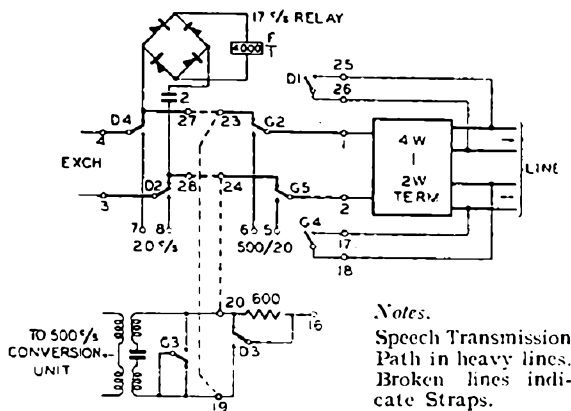 17 c/s RELAY
4000 F
T
2
D4
27
23
G2
4
EXCH
D2
28
24
G5
3
7
8
20 c/s
6
5
500/20
D1
25
26
1
4W
2W
TERM
LINE
2
G4
17
18
20
600
16
TO 500 c/s
CONVERSION
UNIT
G3
D3
19
Notes.
Speech Transmission
Path in heavy lines.
Broken lines indi-
cate Straps.